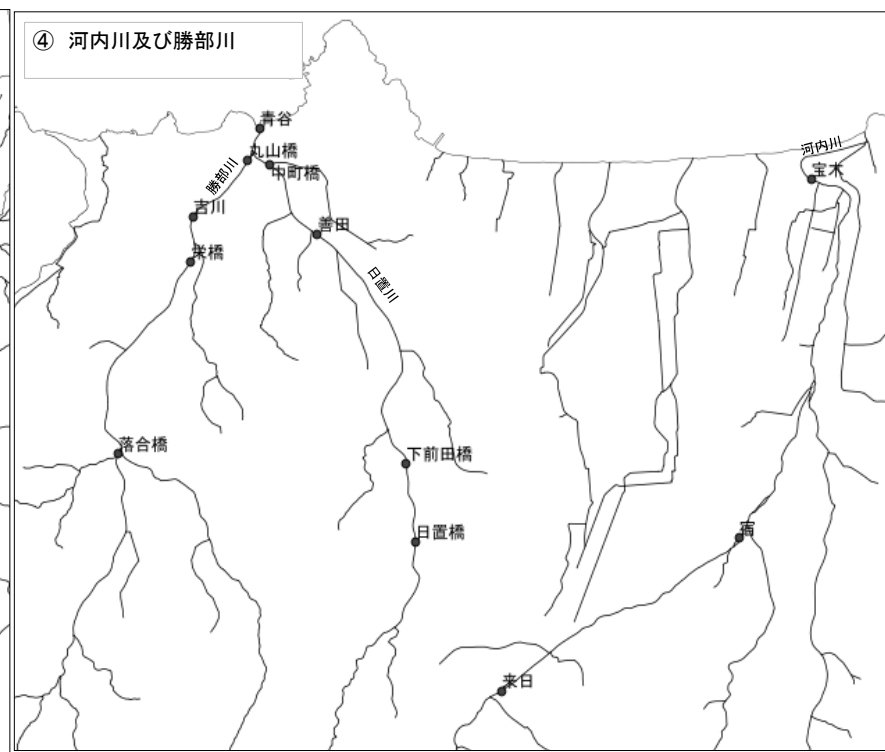 ④ 河内川及び勝部川
青谷
丸山橋
中町橋
河内川
宝木
勝部川
吉川
善田
栄橋
日置川
落合橋
下前田橋
日置橋
宿
来日